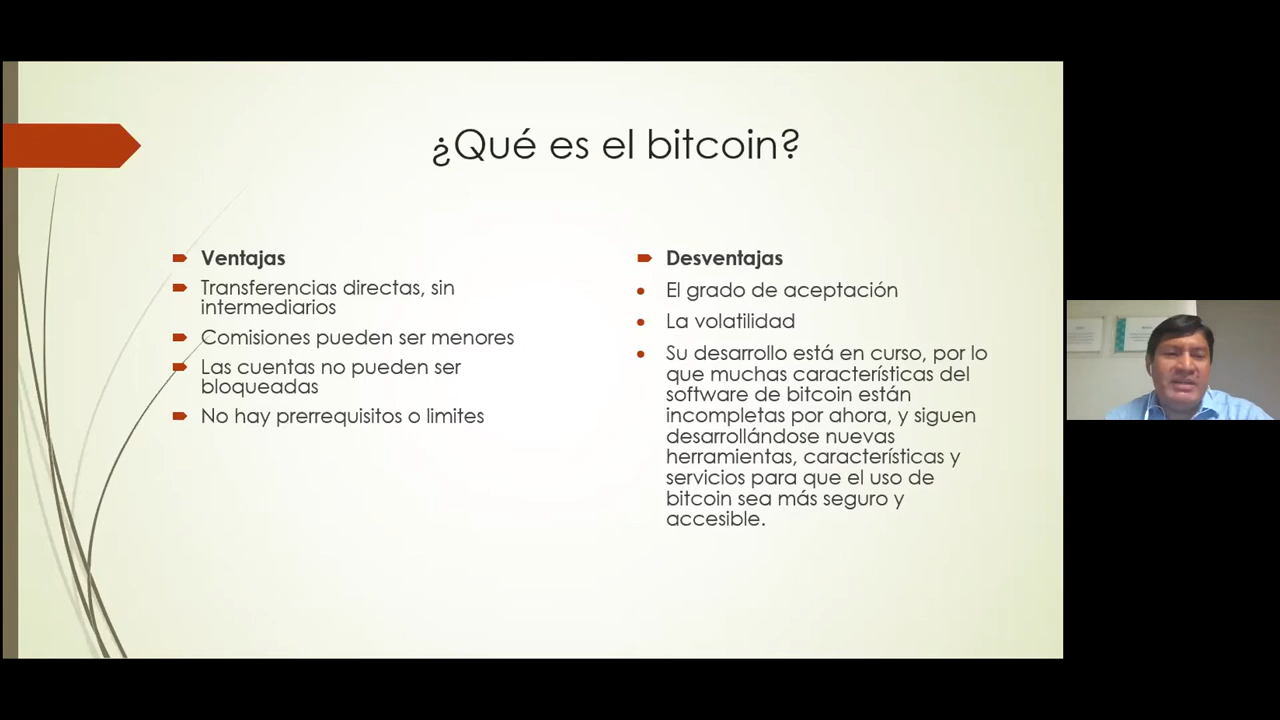 ¿Qué es el bitcoin?
Ventajas
Transferencias directas, sin
intermediarios
Comisiones pueden ser menores
Las cuentas no pueden ser
bloqueadas
No hay prerrequisitos o limites
Desventajas
El grado de aceptación
La volatilidad
Su desarrollo está en curso, por lo
que muchas características del
software de bitcoin están
incompletas por ahora, y siguen
desarrollándose nuevas
herramientas, características y
servicios para que el uso de
bitcoin sea más seguro y
accesible.